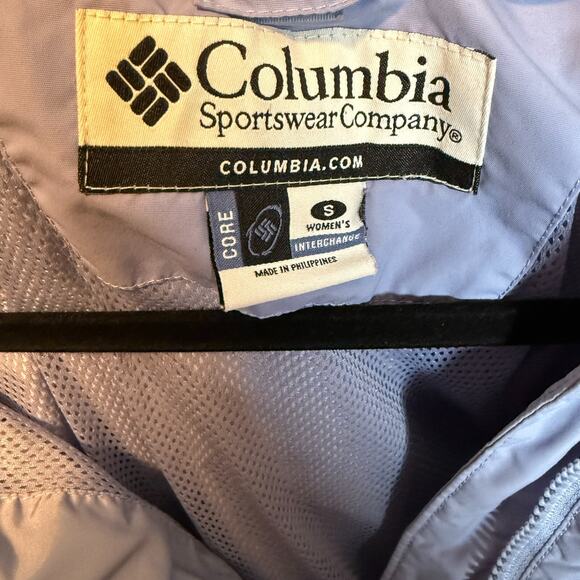 Columbia
Sportswear Company®
COLUMBIA.COM
CORE
S
WOMEN'S
INTERCHANGE
MADE IN PHILIPPINES